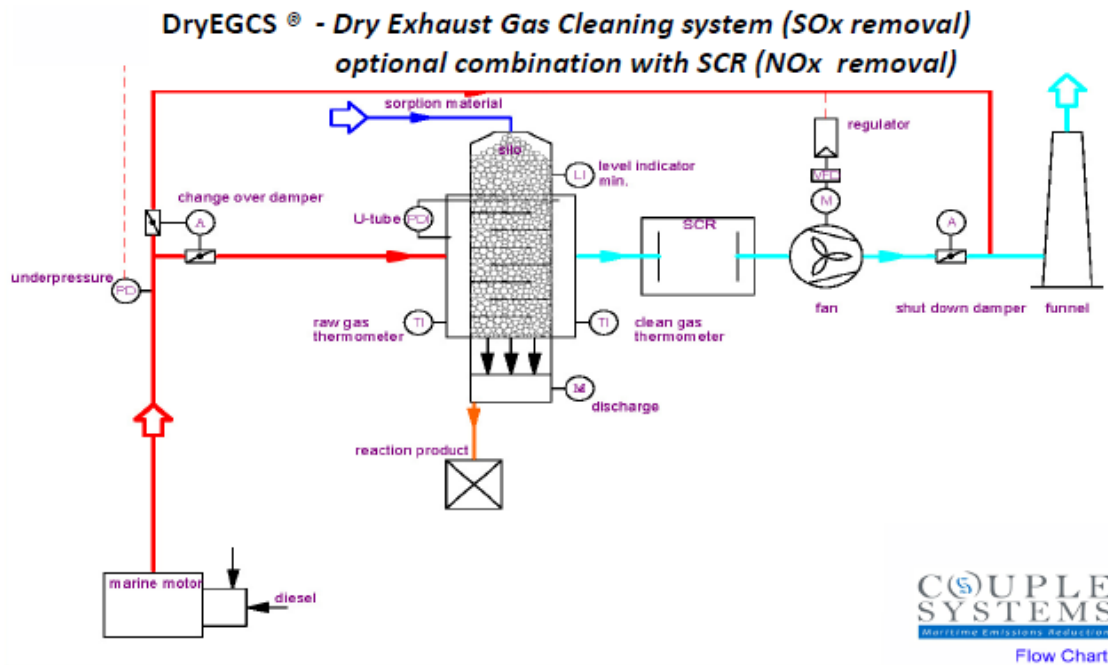 DryEGCS ® - Dry Exhaust Gas Cleaning system (SOx removal)
optional combination with SCR (NOx removal)
sorption material
silo
level indicator
min.
LI
regulator
VFC
M
change over damper
A
U-tube
PDI
SCR
A
underpressure
PDI
raw gas
thermometer
TI
TI
clean gas
thermometer
fan
shut down damper
funnel
M
discharge
reaction product
marine motor
diesel
COUPLE
SYSTEMS
Maritime Emissions Reduction
Flow Chart